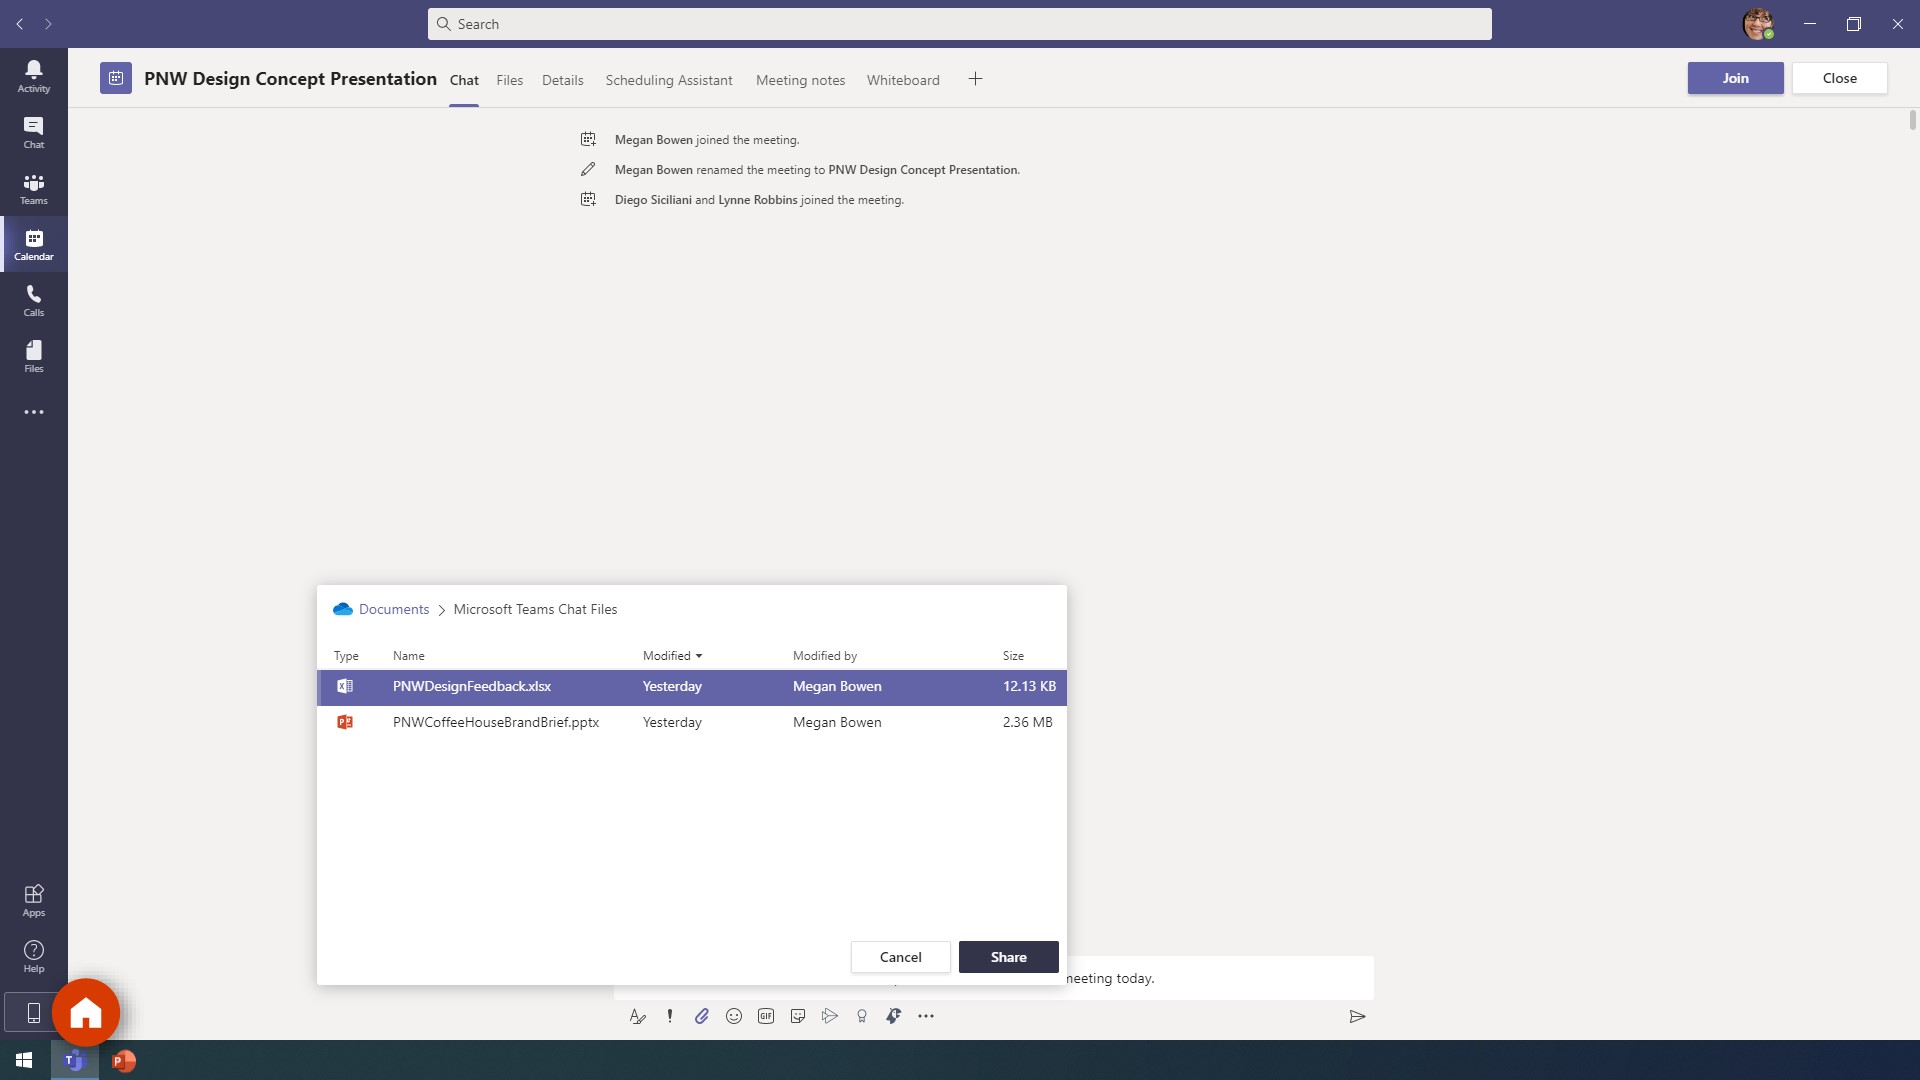 Search
Activity
Chat
Teams
Calendar
Calls
Files
Apps
Help
PNW Design Concept Presentation Chat Files Details Scheduling Assistant Meeting notes Whiteboard
Join Close
Megan Bowen joined the meeting.
Megan Bowen renamed the meeting to PNW Design Concept Presentation.
Diego Siciliani and Lynne Robbins joined the meeting.
Documents > Microsoft Teams Chat Files
Type Name Modified Modified by Size
PNWDesignFeedback.xlsx Yesterday Megan Bowen 12.13 KB
PNWCoffeeHouseBrandBrief.pptx Yesterday Megan Bowen 2.36 MB
Cancel Share
meeting today.
GIF